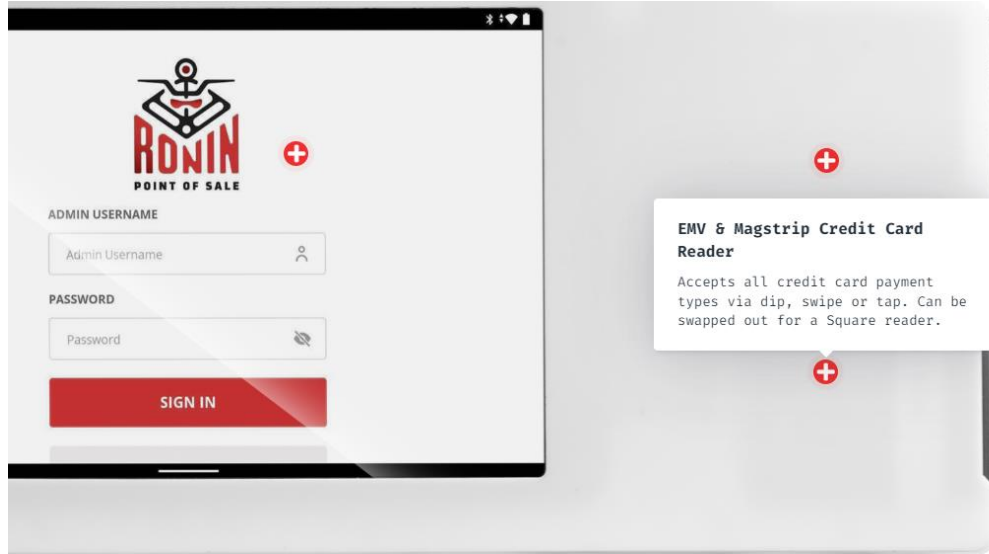 RONIN
POINT OF SALE
ADMIN USERNAME
Admin Username
PASSWORD
Password
SIGN IN
EMV & Magstrip Credit Card
Reader
Accepts all credit card payment
types via dip, swipe or tap. Can be
swapped out for a Square reader.